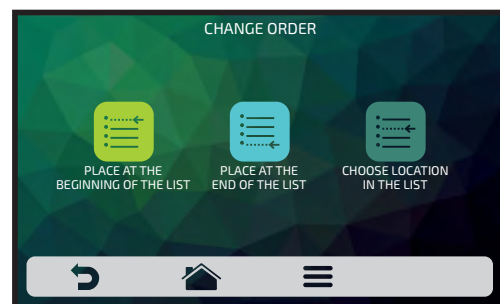 CHANGE ORDER
PLACE AT THE
BEGINNING OF THE LIST
PLACE AT THE
END OF THE LIST
CHOOSE LOCATION
IN THE LIST